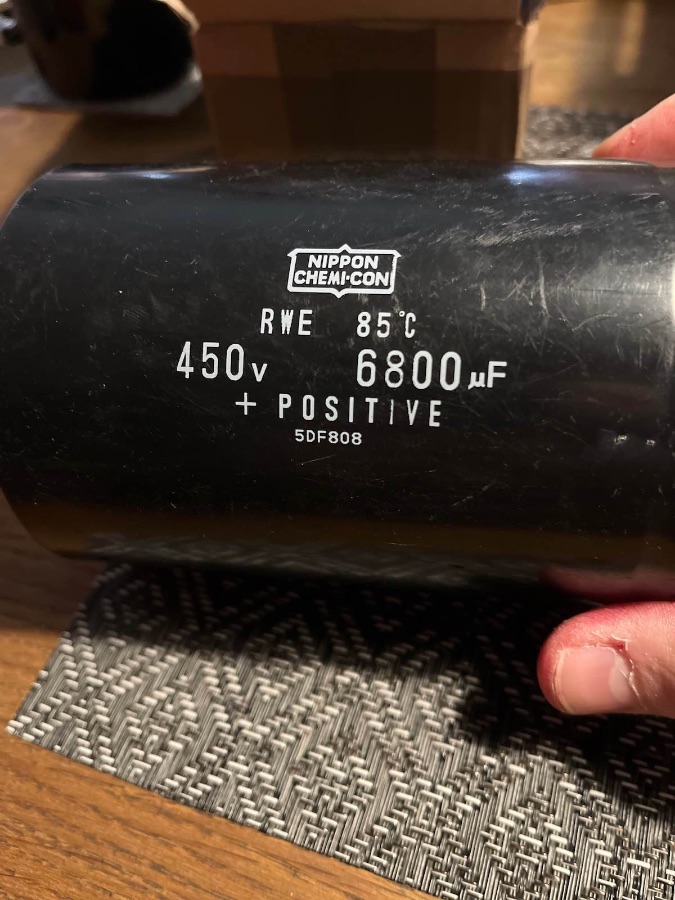 NIPPON
CHEMI-CON
RWE 85℃
450v 6800μF
+ POSITIVE
5DF808